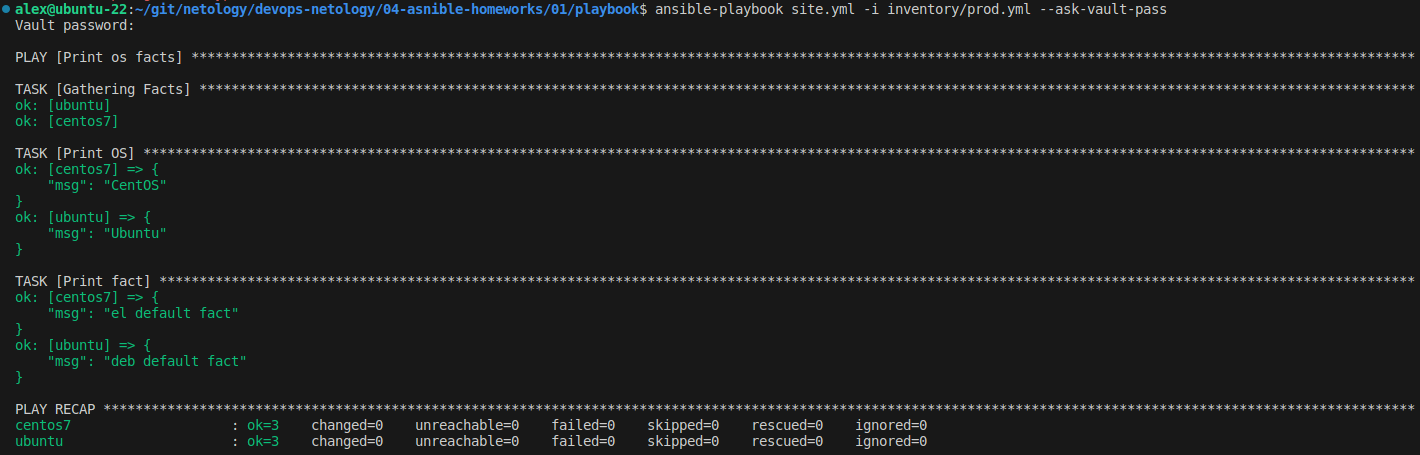 alex@ubuntu-22:~/git/netology/devops-netology/04-asnible-homeworks/01/playbook$ ansible-playbook site.yml -i inventory/prod.yml --ask-vault-pass
Vault password:
PLAY [Print os facts] *********************************************************************************************************************************************************
TASK [Gathering Facts] ********************************************************************************************************************************************************
ok: [ubuntu]
ok: [centos7]
TASK [Print OS] ***************************************************************************************************************************************************************
ok: [centos7] => {
    "msg": "CentOS"
}
ok: [ubuntu] => {
    "msg": "Ubuntu"
}
TASK [Print fact] *************************************************************************************************************************************************************
ok: [centos7] => {
    "msg": "el default fact"
}
ok: [ubuntu] => {
    "msg": "deb default fact"
}
PLAY RECAP ********************************************************************************************************************************************************************
centos7                    : ok=3    changed=0    unreachable=0    failed=0    skipped=0    rescued=0    ignored=0
ubuntu                     : ok=3    changed=0    unreachable=0    failed=0    skipped=0    rescued=0    ignored=0